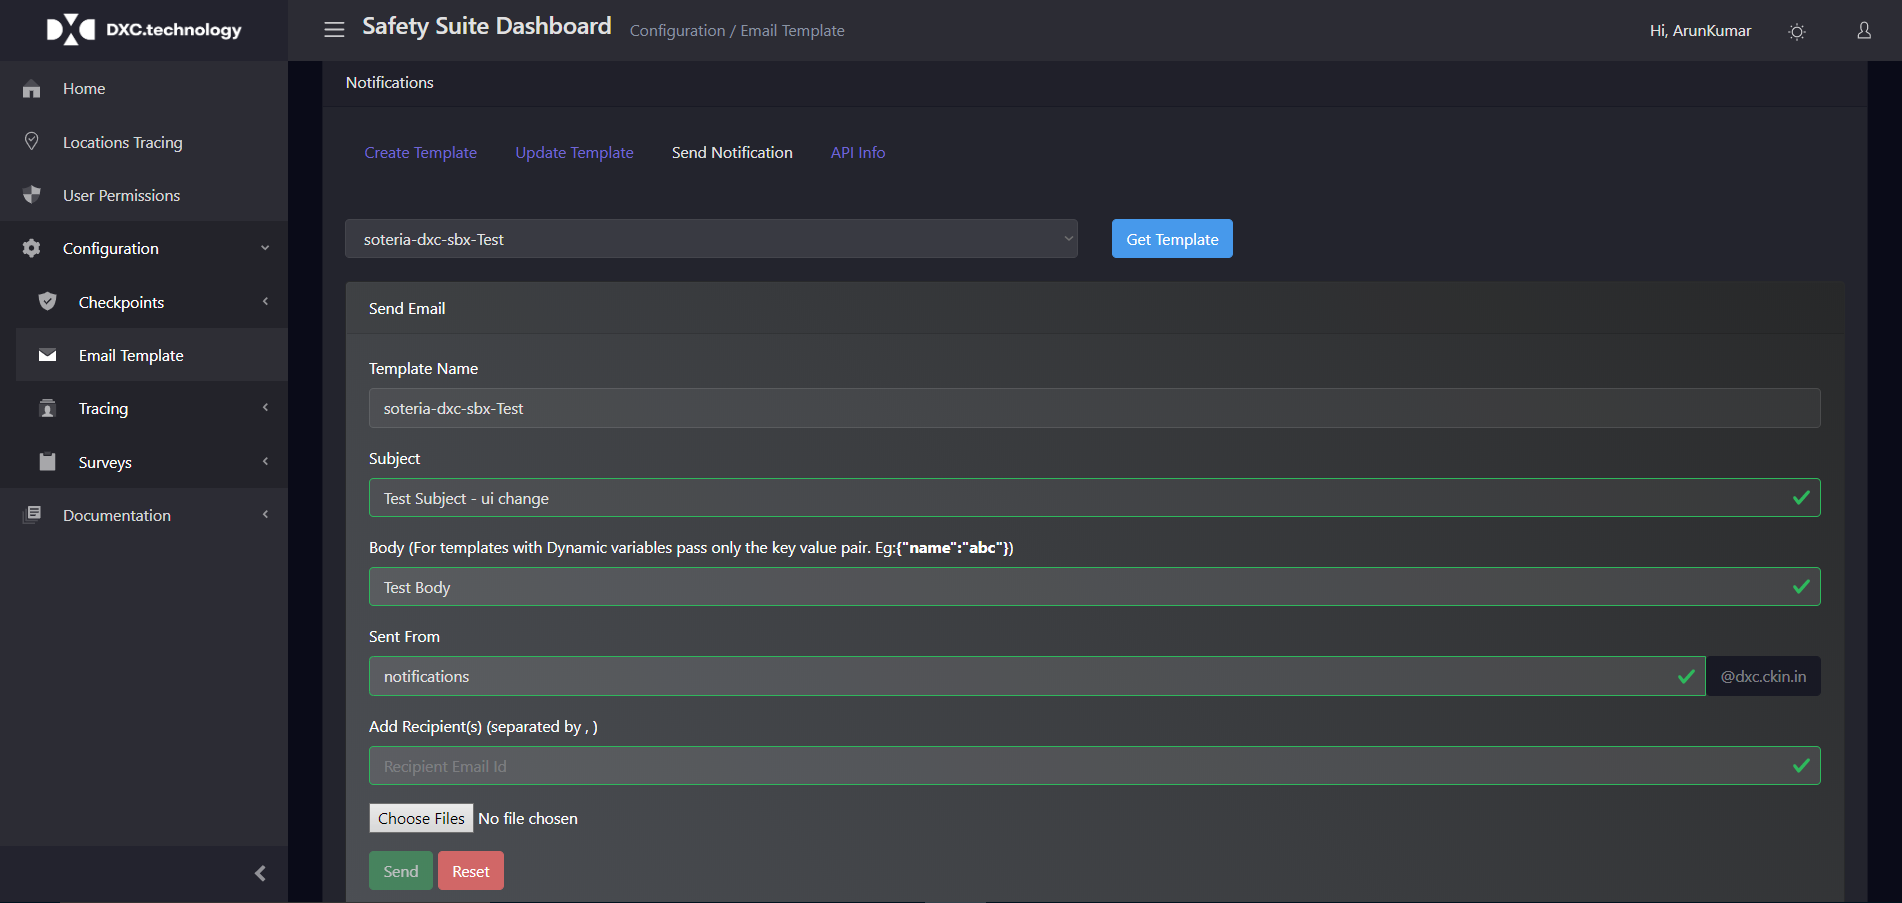 DXC.technology
Safety Suite Dashboard
Configuration / Email Template
Hi, ArunKumar
Home
Locations Tracing
User Permissions
Configuration
Checkpoints
Email Template
Tracing
Surveys
Documentation
Notifications
Create Template
Update Template
Send Notification
API Info
soteria-dxc-sbx-Test
Get Template
Send Email
Template Name
soteria-dxc-sbx-Test
Subject
Test Subject - ui change
Body (For templates with Dynamic variables pass only the key value pair. Eg:{"name":"abc"})
Test Body
Sent From
notifications
@dxc.ckin.in
Add Recipient(s) (separated by , )
Recipient Email Id
Choose Files No file chosen
Send
Reset